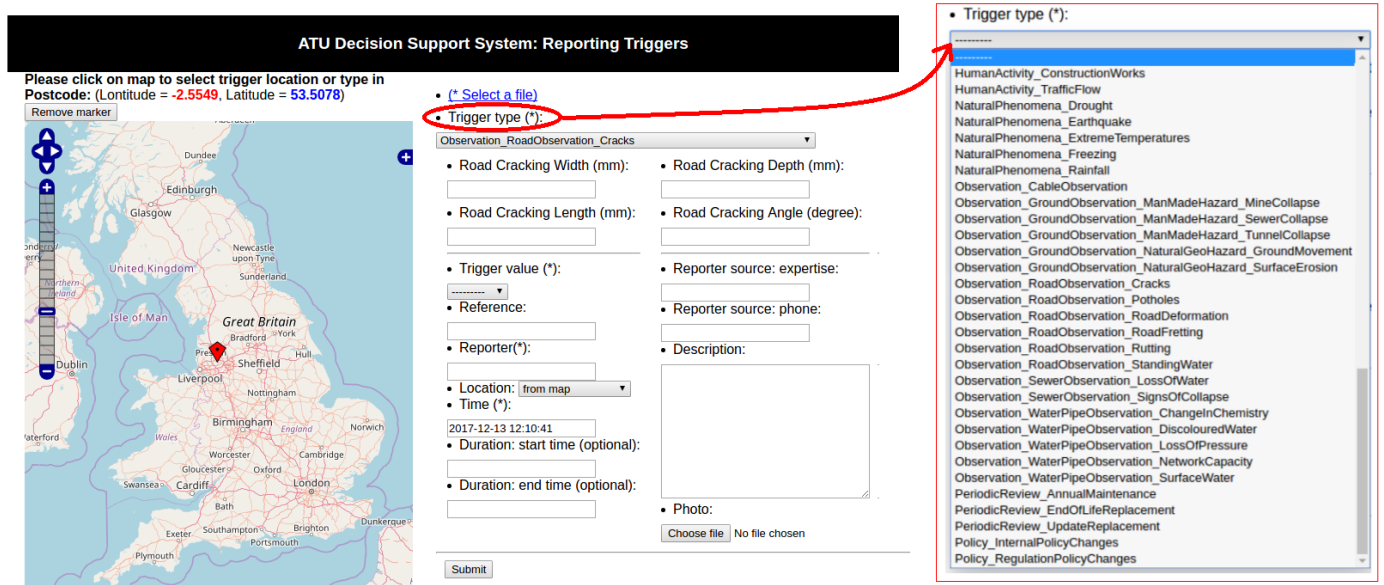 ATU Decision Support System: Reporting Triggers
Please click on map to select trigger location or type in
Postcode: (Lontitude = -2.5549, Latitude = 53.5078)
Remove marker
Dundee
Edinburgh
Glasgow
Newcastle
upon Tyne
United Kingdom
Sunderland
Northern
Ireland
Isle of Man
Great Britain
York
Bradford
Hull
Dublin
Sheffield
Liverpool
Nottingham
Birmingham
England
Norwich
Wales
Worcester
Cambridge
Gloucester
Oxford
Swansea
Cardiff
London
Bath
Exeter
Southampton
Brighton
Dunkerque
Portsmouth
Plymouth
• (* Select a file)
• Trigger type (*):
Observation_RoadObservation_Cracks
• Road Cracking Width (mm):
• Road Cracking Depth (mm):
• Road Cracking Length (mm):
• Road Cracking Angle (degree):
• Trigger value (*):
---------
• Reporter source: expertise:
• Reference:
• Reporter source: phone:
• Reporter(*):
• Description:
• Location: from map
• Time (*):
2017-12-13 12:10:41
• Duration: start time (optional):
• Duration: end time (optional):
• Photo:
Choose file No file chosen
Submit
• Trigger type (*):
---------
---------
HumanActivity_ConstructionWorks
HumanActivity_TrafficFlow
NaturalPhenomena_Drought
NaturalPhenomena_Earthquake
NaturalPhenomena_ExtremeTemperatures
NaturalPhenomena_Freezing
NaturalPhenomena_Rainfall
Observation_CableObservation
Observation_GroundObservation_ManMadeHazard_MineCollapse
Observation_GroundObservation_ManMadeHazard_SewerCollapse
Observation_GroundObservation_ManMadeHazard_TunnelCollapse
Observation_GroundObservation_NaturalGeoHazard_GroundMovement
Observation_GroundObservation_NaturalGeoHazard_SurfaceErosion
Observation_RoadObservation_Cracks
Observation_RoadObservation_Potholes
Observation_RoadObservation_RoadDeformation
Observation_RoadObservation_RoadFretting
Observation_RoadObservation_Rutting
Observation_RoadObservation_StandingWater
Observation_SewerObservation_LossOfWater
Observation_SewerObservation_SignsOfCollapse
Observation_WaterPipeObservation_ChangeInChemistry
Observation_WaterPipeObservation_DiscolouredWater
Observation_WaterPipeObservation_LossOfPressure
Observation_WaterPipeObservation_NetworkCapacity
Observation_WaterPipeObservation_SurfaceWater
PeriodicReview_AnnualMaintenance
PeriodicReview_EndOfLifeReplacement
PeriodicReview_UpdateReplacement
Policy_InternalPolicyChanges
Policy_RegulationPolicyChanges